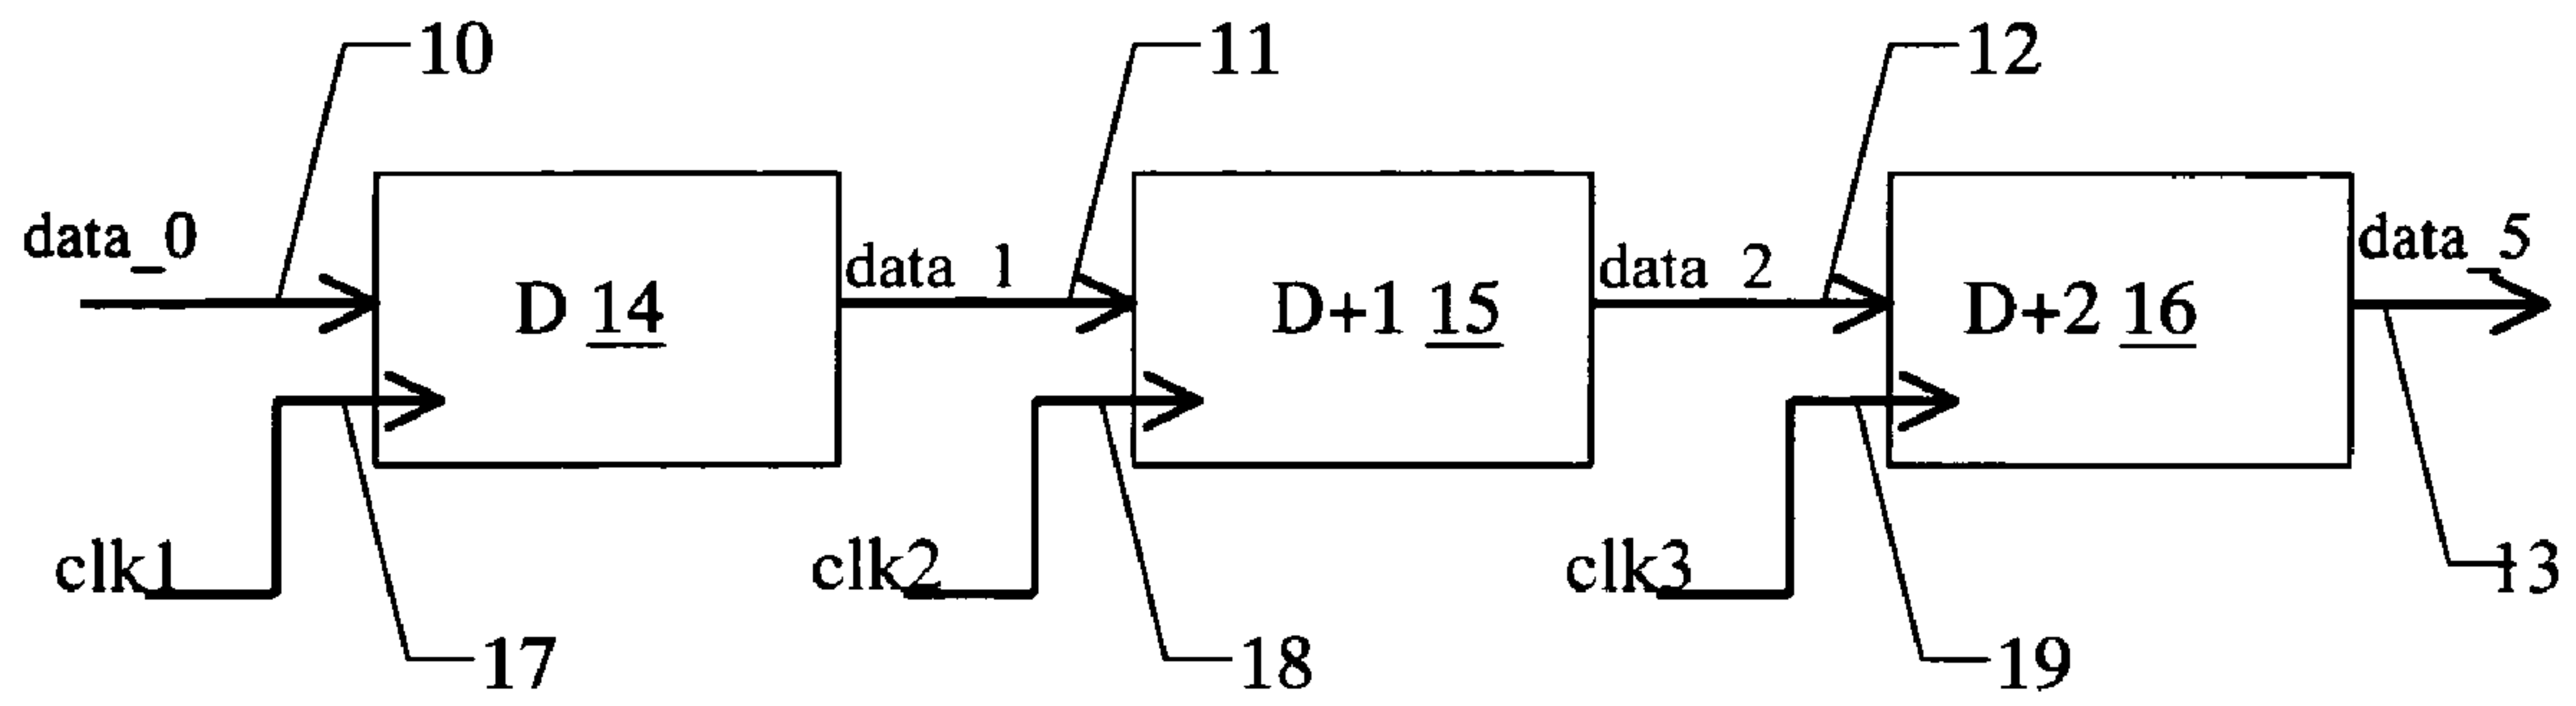 10 11 12
data_0 data_1 data_2 data_5
D 14 D+1 15 D+2 16
clk1 clk2 clk3 13
17 18 19